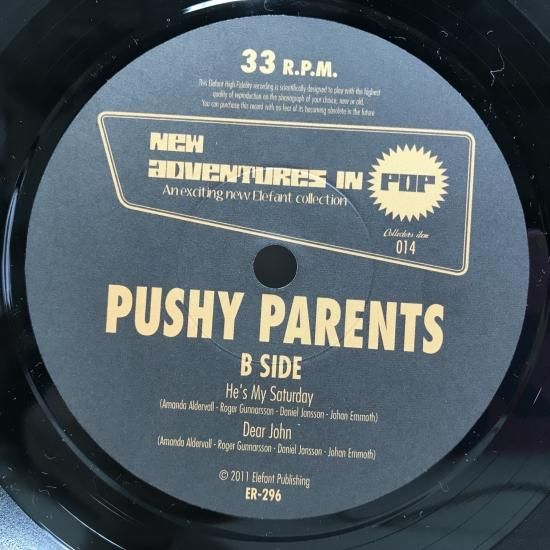 33 R.P.M.
This Elefant High Fidelity recording is scientifically designed to play with the highest
quality of reproduction on the phonograph of your choice, new or old.
You can purchase this record with no fear of its becoming obsolete in the future
NEW
ADVENTURES IN POP
An exciting new Elefant collection
Collectors item
014
PUSHY PARENTS
B SIDE
He's My Saturday
(Amanda Aldervall - Roger Gunnarsson - Daniel Jansson - Johan Emmoth)
Dear John
(Amanda Aldervall - Roger Gunnarsson - Daniel Jansson - Johan Emmoth)
© 2011 Elefant Publishing
ER-296